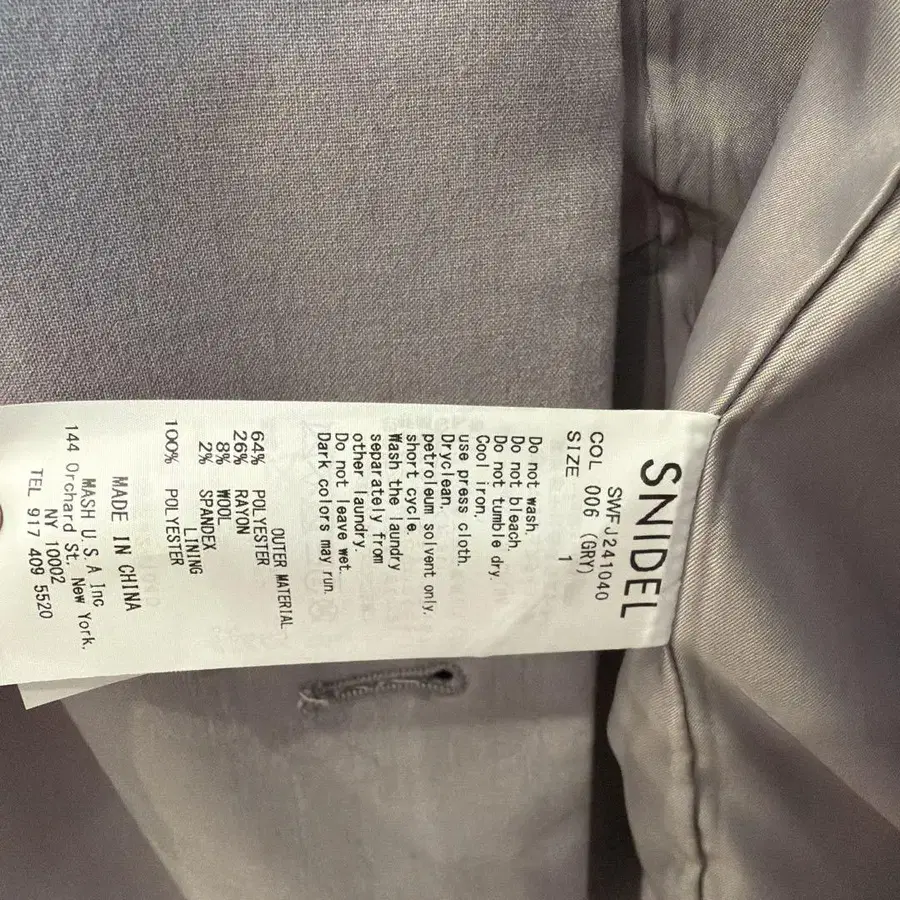 SNIDEL
SWFJ241040
COL 006 (GRY)
SIZE 1
Do not wash.
Do not bleach.
Do not tumble dry.
Cool iron,
use press cloth.
Dryclean,
petroleum solvent only.
short cycle.
Wash the laundry
separately from
other laundry.
Do not leave wet.
Dark colors may run.
OUTER MATERIAL
64% POLYESTER
26% RAYON
8% WOOL
2% SPANDEX
LINING
100% POLYESTER
MADE IN CHINA
MASH U.S.A Inc
144 Orchard St. New York,
NY 10002
TEL 917 409 5520